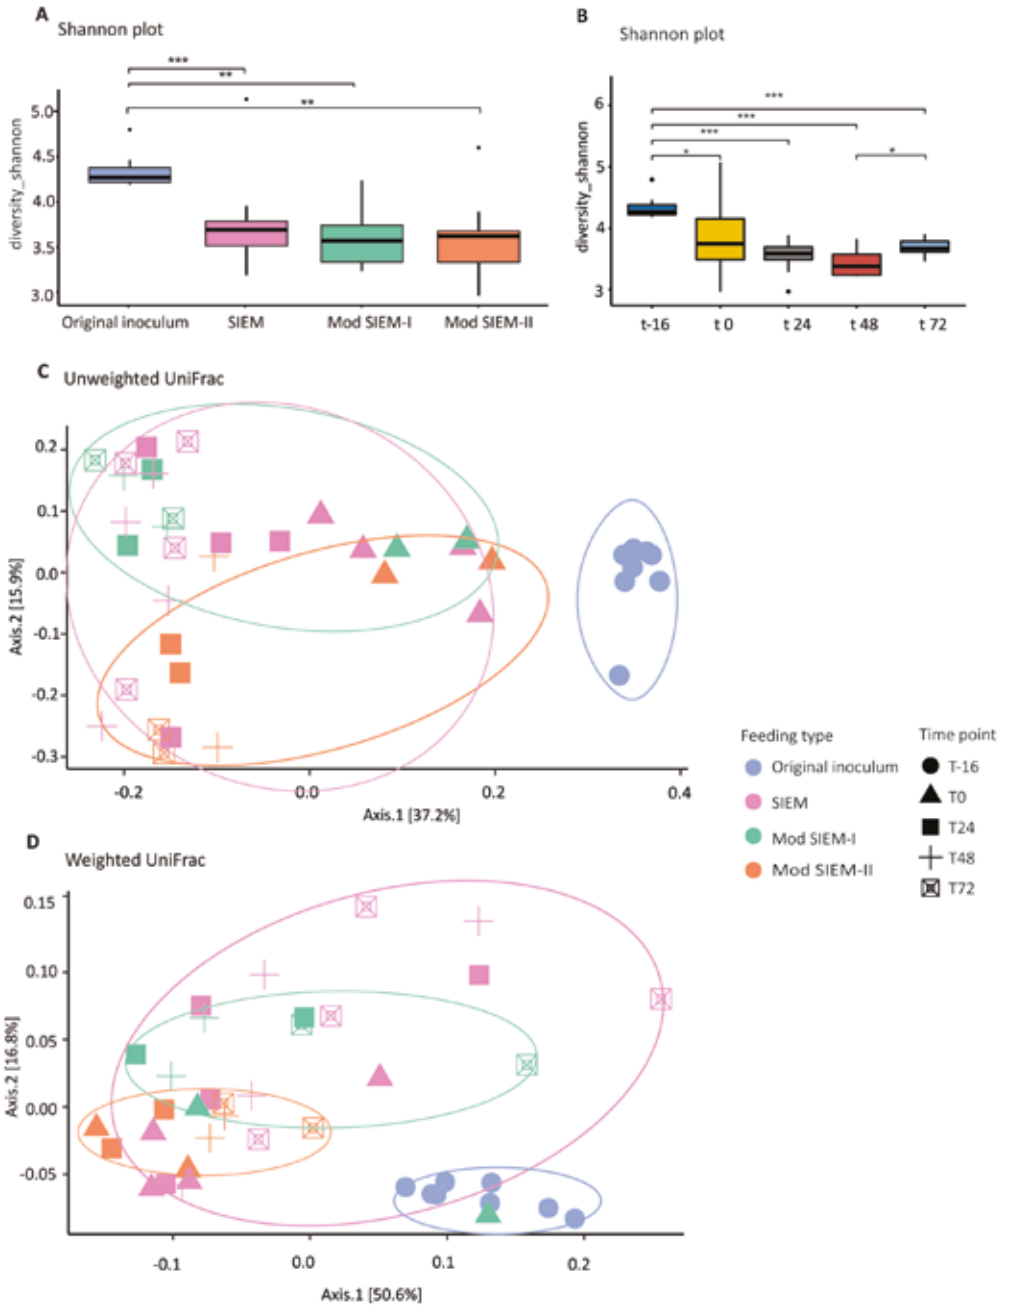 A
Shannon plot
***
**
**
diversity_shannon
5.0
4.5
4.0
3.5
3.0
Original inoculum
SIEM
Mod SIEM-I
Mod SIEM-II
B
Shannon plot
***
***
***
*
*
diversity_shannon
6
5
4
3
t-16
t 0
t 24
t 48
t 72
C
Unweighted UniFrac
Axis.2 [15.9%]
0.2
0.1
0.0
-0.1
-0.2
-0.3
-0.2
0.0
0.2
0.4
Axis.1 [37.2%]
Feeding type
Original inoculum
SIEM
Mod SIEM-I
Mod SIEM-II
Time point
T-16
T0
T24
T48
T72
D
Weighted UniFrac
Axis.2 [16.8%]
0.15
0.10
0.05
0.00
-0.05
-0.1
0.0
0.1
0.2
Axis.1 [50.6%]